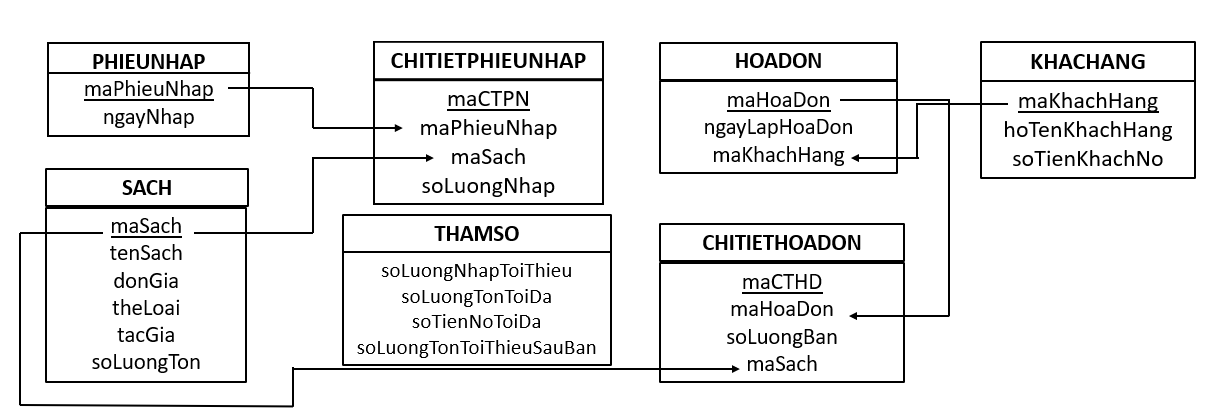 PHIEUNHAP
maPhieuNhap
ngayNhap
CHITIETPHIEUNHAP
maCTPN
maPhieuNhap
maSach
soLuongNhap
HOADON
maHoaDon
ngayLapHoaDon
maKhachHang
KHACHANG
maKhachHang
hoTenKhachHang
soTienKhachNo
SACH
maSach
tenSach
donGia
theLoai
tacGia
soLuongTon
THAMSO
soLuongNhapToiThieu
soLuongTonToiDa
soTienNoToiDa
soLuongTonToiThieuSauBan
CHITIETHOADON
maCTHD
maHoaDon
soLuongBan
maSach